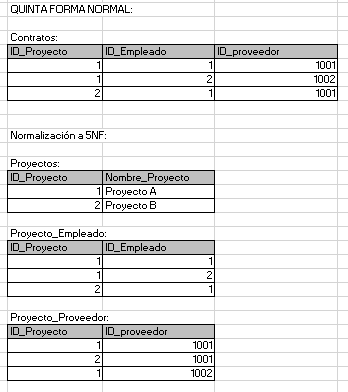 QUINTA FORMA NORMAL:
Contratos:
ID_Proyecto ID_Empleado ID_proveedor
1 1 1001
1 2 1002
2 1 1001
Normalización a 5NF:
Proyectos:
ID_Proyecto Nombre_Proyecto
1 Proyecto A
2 Proyecto B
Proyecto_Empleado:
ID_Proyecto ID_Empleado
1 1
1 2
2 1
Proyecto_Proveedor:
ID_Proyecto ID_proveedor
1 1001
2 1001
1 1002